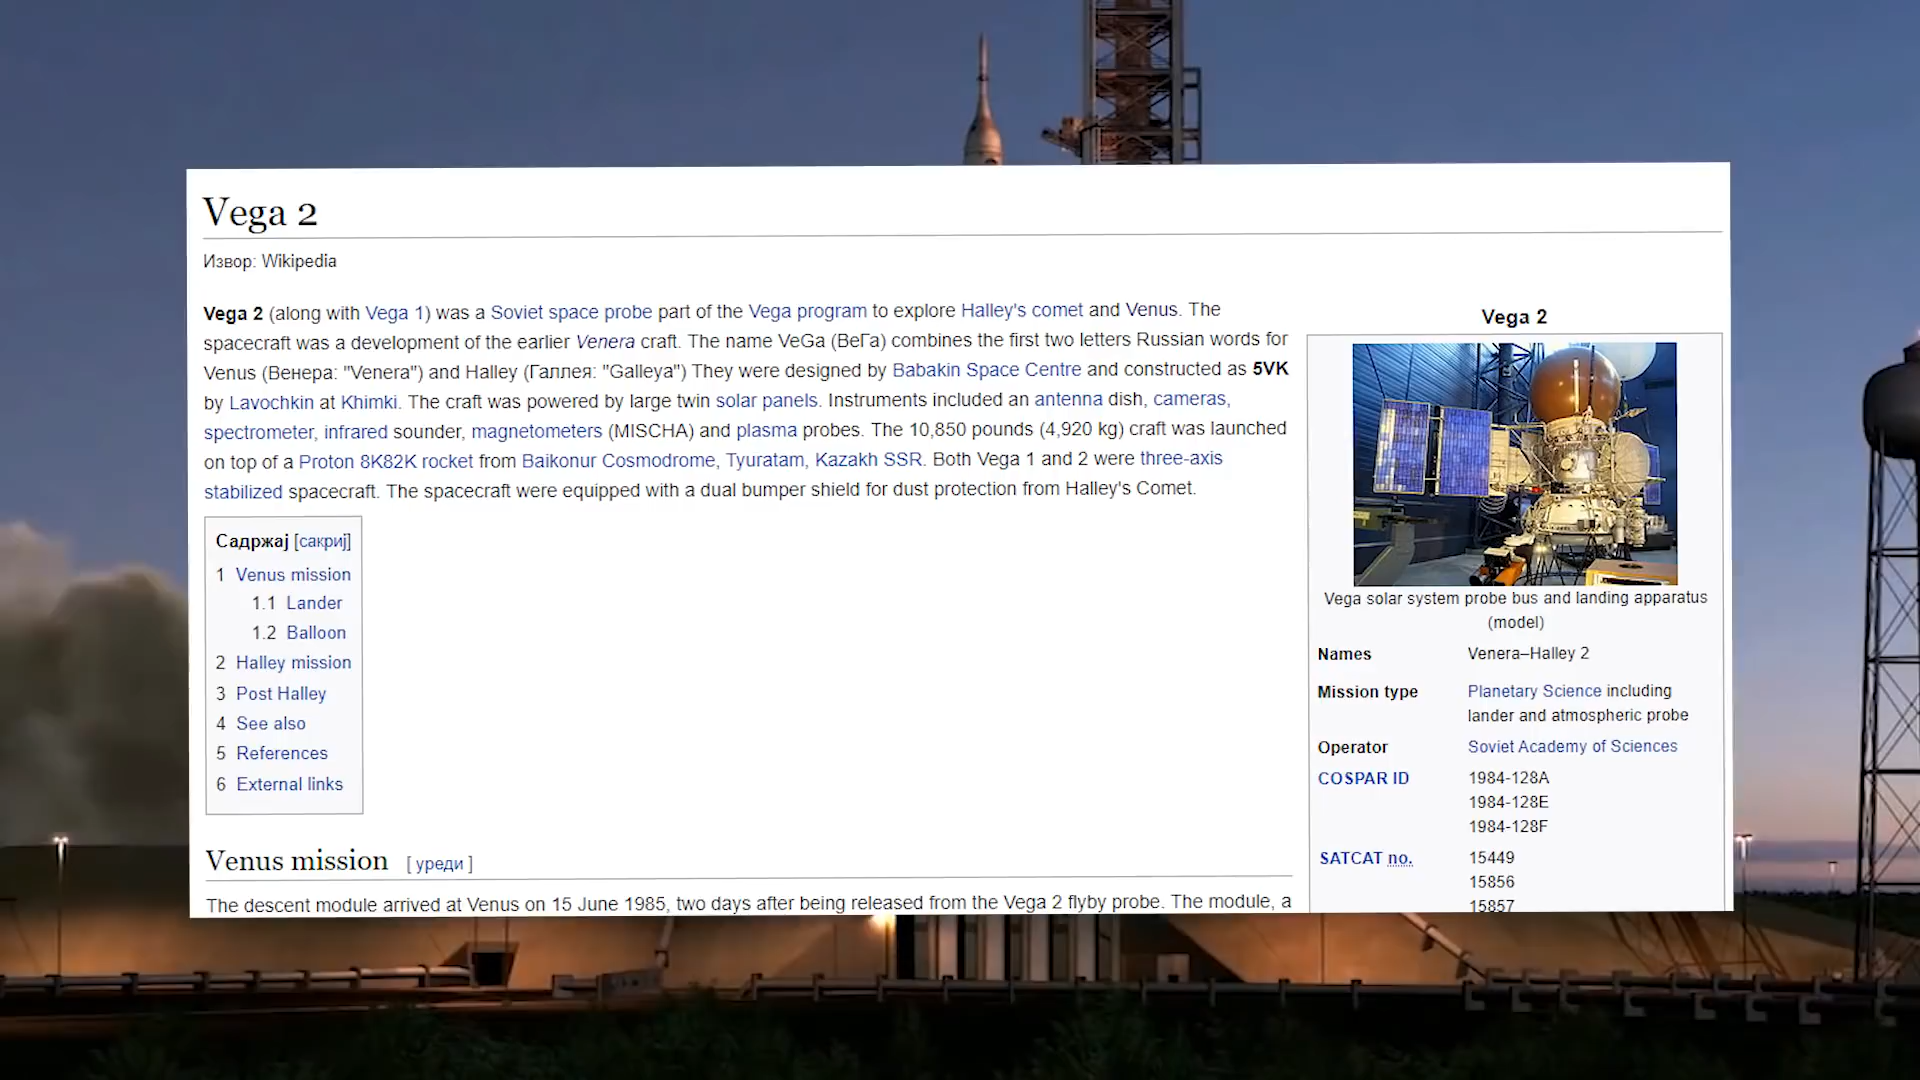 Vega 2
Извор: Wikipedia
Vega 2 (along with Vega 1) was a Soviet space probe part of the Vega program to explore Halley's comet and Venus. The
spacecraft was a development of the earlier Venera craft. The name VeGa (ВеГа) combines the first two letters Russian words for
Venus (Венера: "Venera") and Halley (Галлея: "Galleya") They were designed by Babakin Space Centre and constructed as 5VK
by Lavochkin at Khimki. The craft was powered by large twin solar panels. Instruments included an antenna dish, cameras,
spectrometer, infrared sounder, magnetometers (MISCHA) and plasma probes. The 10,850 pounds (4,920 kg) craft was launched
on top of a Proton 8K82K rocket from Baikonur Cosmodrome, Tyuratam, Kazakh SSR. Both Vega 1 and 2 were three-axis
stabilized spacecraft. The spacecraft were equipped with a dual bumper shield for dust protection from Halley's Comet.
Садржај [сакриј]
1 Venus mission
1.1 Lander
1.2 Balloon
2 Halley mission
3 Post Halley
4 See also
5 References
6 External links
Venus mission [ уреди ]
The descent module arrived at Venus on 15 June 1985, two days after being released from the Vega 2 flyby probe. The module, a
Vega 2
Vega solar system probe bus and landing apparatus
(model)
Names Venera–Halley 2
Mission type Planetary Science including
lander and atmospheric probe
Operator Soviet Academy of Sciences
COSPAR ID 1984-128A
1984-128E
1984-128F
SATCAT no. 15449
15856
15857